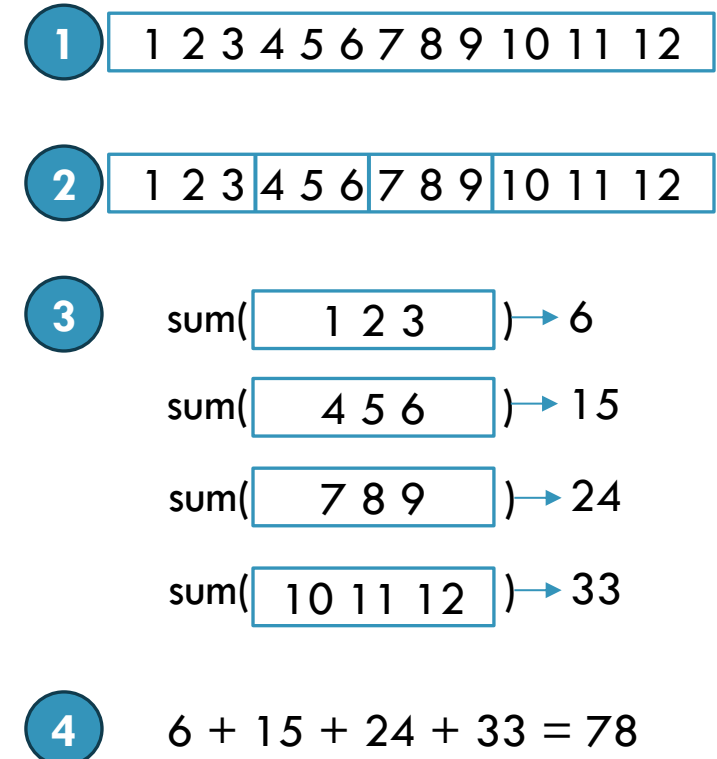 1 1 2 3 4 5 6 7 8 9 10 11 12
2 1 2 3 4 5 6 7 8 9 10 11 12
3 sum( 1 2 3 ) 6
sum( 4 5 6 ) 15
sum( 7 8 9 ) 24
sum( 10 11 12 ) 33
4 6 + 15 + 24 + 33 = 78